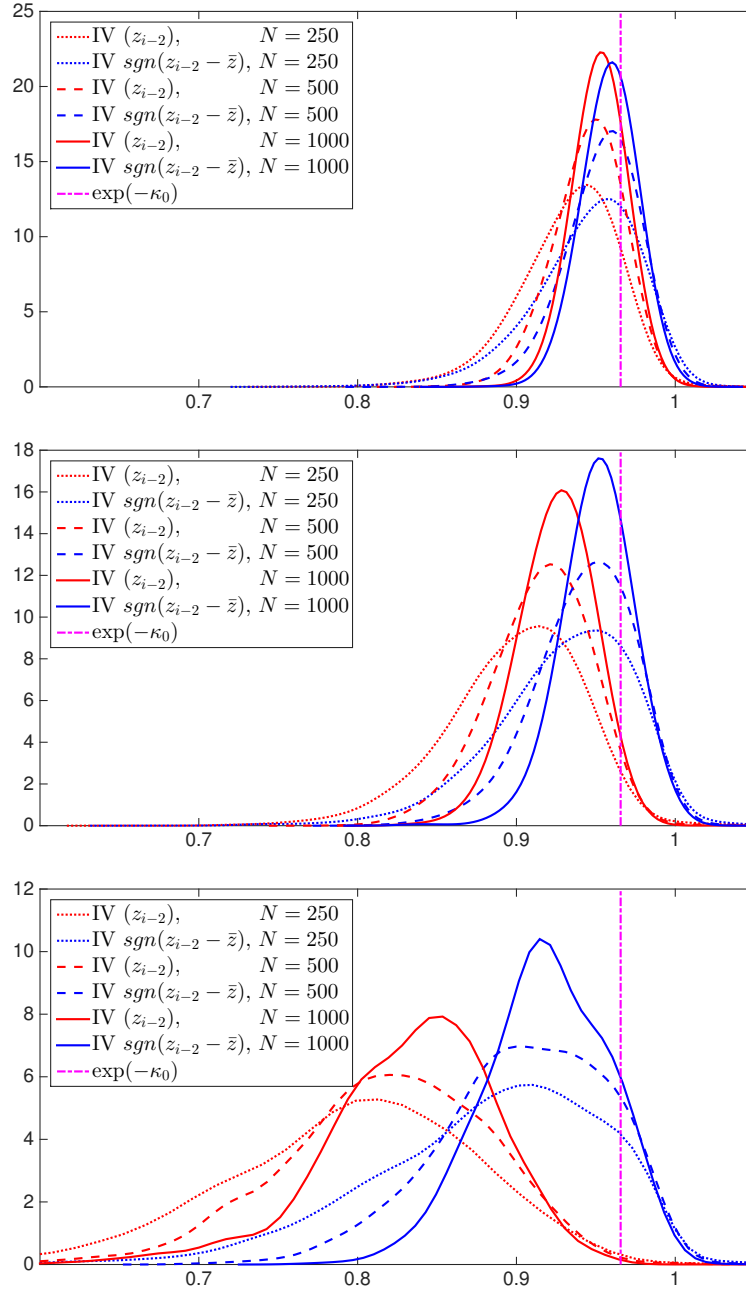 25
20
15
10
5
0
IV (z_{i−2}), N = 250
IV sgn(z_{i−2} − z̄), N = 250
IV (z_{i−2}), N = 500
IV sgn(z_{i−2} − z̄), N = 500
IV (z_{i−2}), N = 1000
IV sgn(z_{i−2} − z̄), N = 1000
exp(−κ₀)
0.7 0.8 0.9 1
18
16
14
12
10
8
6
4
2
0
IV (z_{i−2}), N = 250
IV sgn(z_{i−2} − z̄), N = 250
IV (z_{i−2}), N = 500
IV sgn(z_{i−2} − z̄), N = 500
IV (z_{i−2}), N = 1000
IV sgn(z_{i−2} − z̄), N = 1000
exp(−κ₀)
0.7 0.8 0.9 1
12
10
8
6
4
2
0
IV (z_{i−2}), N = 250
IV sgn(z_{i−2} − z̄), N = 250
IV (z_{i−2}), N = 500
IV sgn(z_{i−2} − z̄), N = 500
IV (z_{i−2}), N = 1000
IV sgn(z_{i−2} − z̄), N = 1000
exp(−κ₀)
0.7 0.8 0.9 1